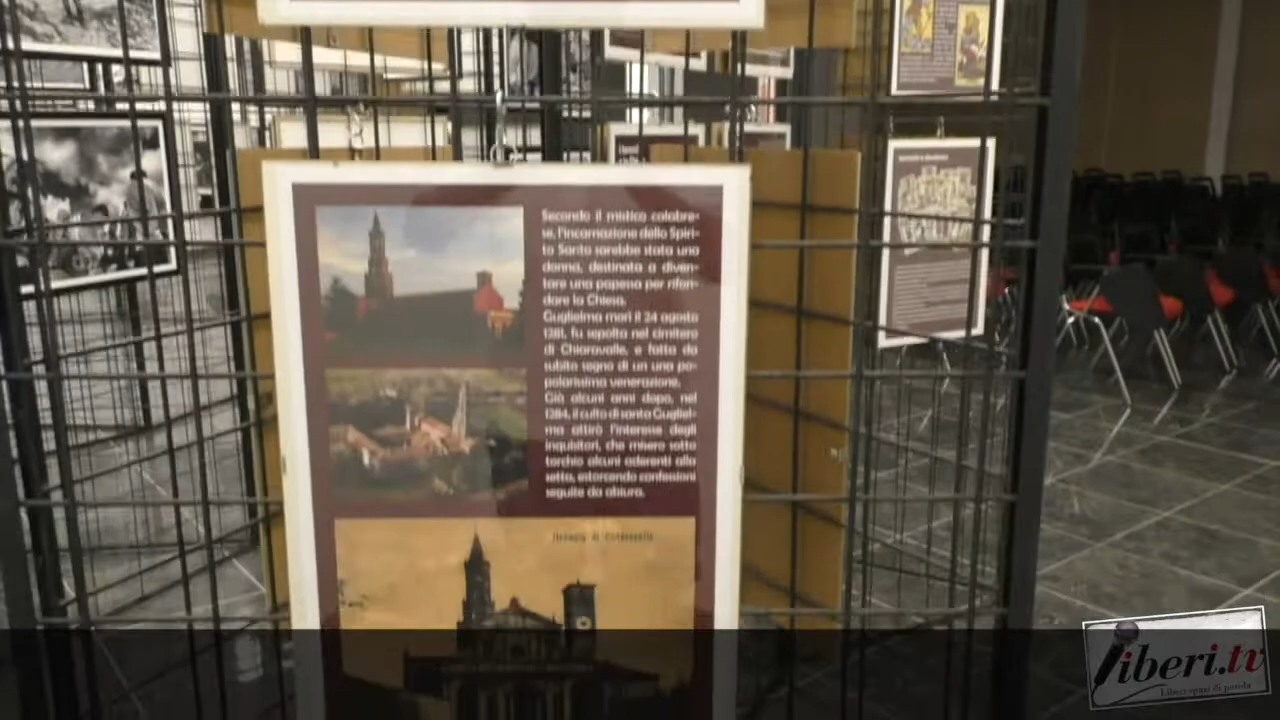 Secondo il mistico calabre-
se, l'incarnazione dello Spiri-
to Santo sarebbe stata una
donna, destinata a diven-
tare una papessa per rifon-
dare la Chiesa.
Guglielma morì il 24 agosto
1281, fu sepolta nel cimitero
di Chiaravalle, e fatta da
subito segno di un una po-
polarissima venerazione.
Già alcuni anni dopo, nel
1284, il culto di santa Gugliel-
ma attirò l'interesse degli
inquisitori, che misero sotto
torchio alcuni aderenti alla
setta, estorcendo confessioni
seguite da abiura.
liberi.tv
Liberi spazi di parola